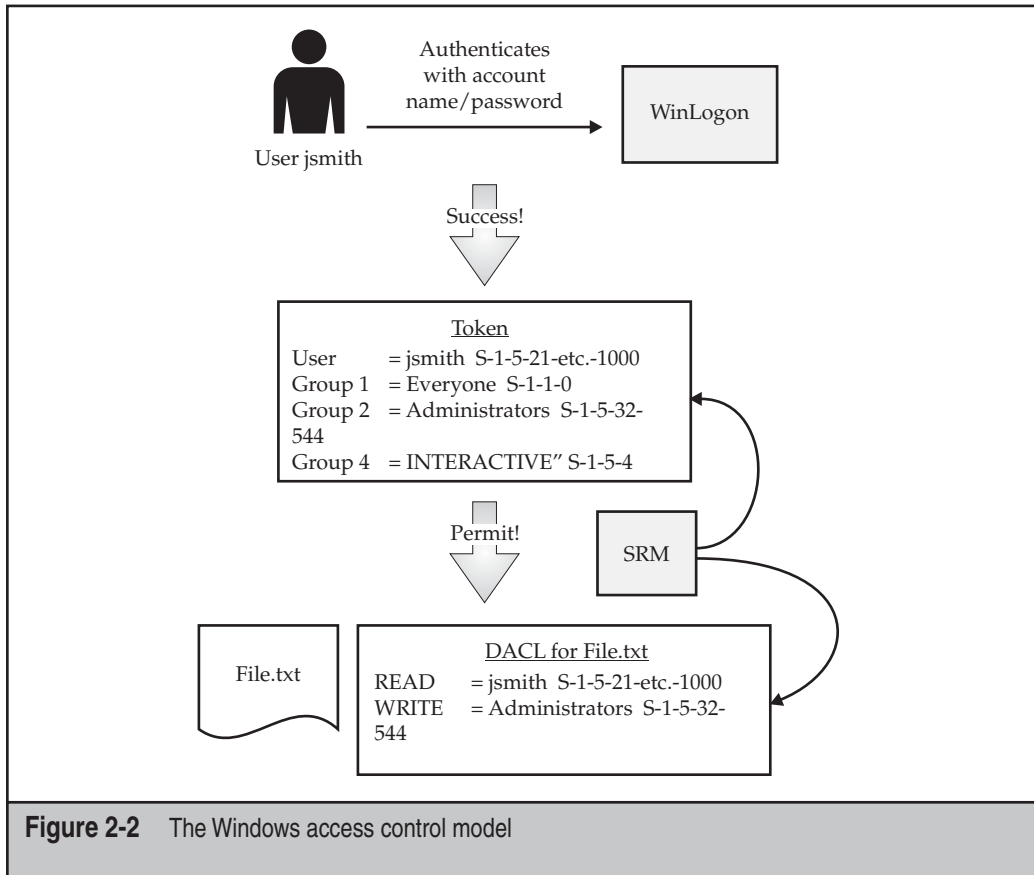 Authenticates
with account
name/password
WinLogon
User jsmith
Success!
Token
User = jsmith S-1-5-21-etc.-1000
Group 1 = Everyone S-1-1-0
Group 2 = Administrators S-1-5-32-
544
Group 4 = INTERACTIVE” S-1-5-4
Permit!
SRM
File.txt
DACL for File.txt
READ = jsmith S-1-5-21-etc.-1000
WRITE = Administrators S-1-5-32-
544
Figure 2-2 The Windows access control model